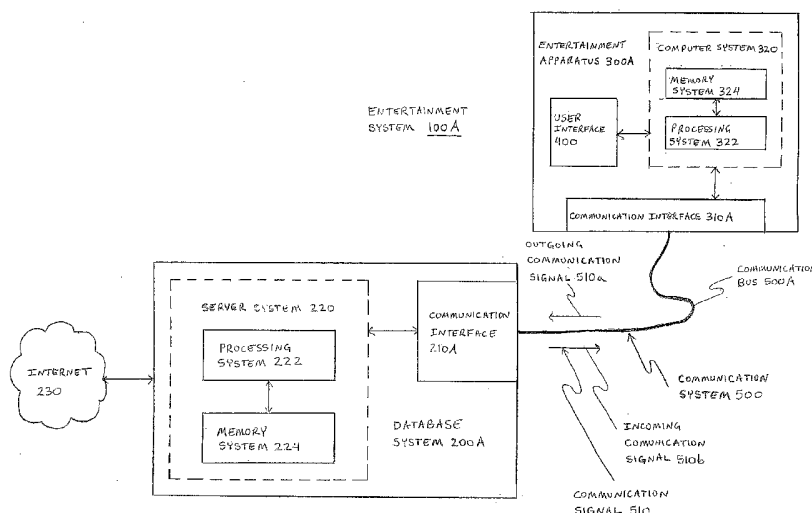 ENTERTAINMENT
APPARATUS 300A
COMPUTER SYSTEM 320
MEMORY
SYSTEM 324
PROCESSING
SYSTEM 322
USER
INTERFACE
400
COMMUNICATION INTERFACE 310A
ENTERTAINMENT
SYSTEM 100A
OUTGOING
COMMUNICATION
SIGNAL 510a
COMMUNICATION
BUS 500A
SERVER SYSTEM 220
PROCESSING
SYSTEM 222
MEMORY
SYSTEM 224
COMMUNICATION
INTERFACE
210A
DATABASE
SYSTEM 200A
INTERNET
230
COMMUNICATION
SYSTEM 500
INCOMING
COMUNICATION
SIGNAL 510b
COMMUNICATION
SIGNAL 510